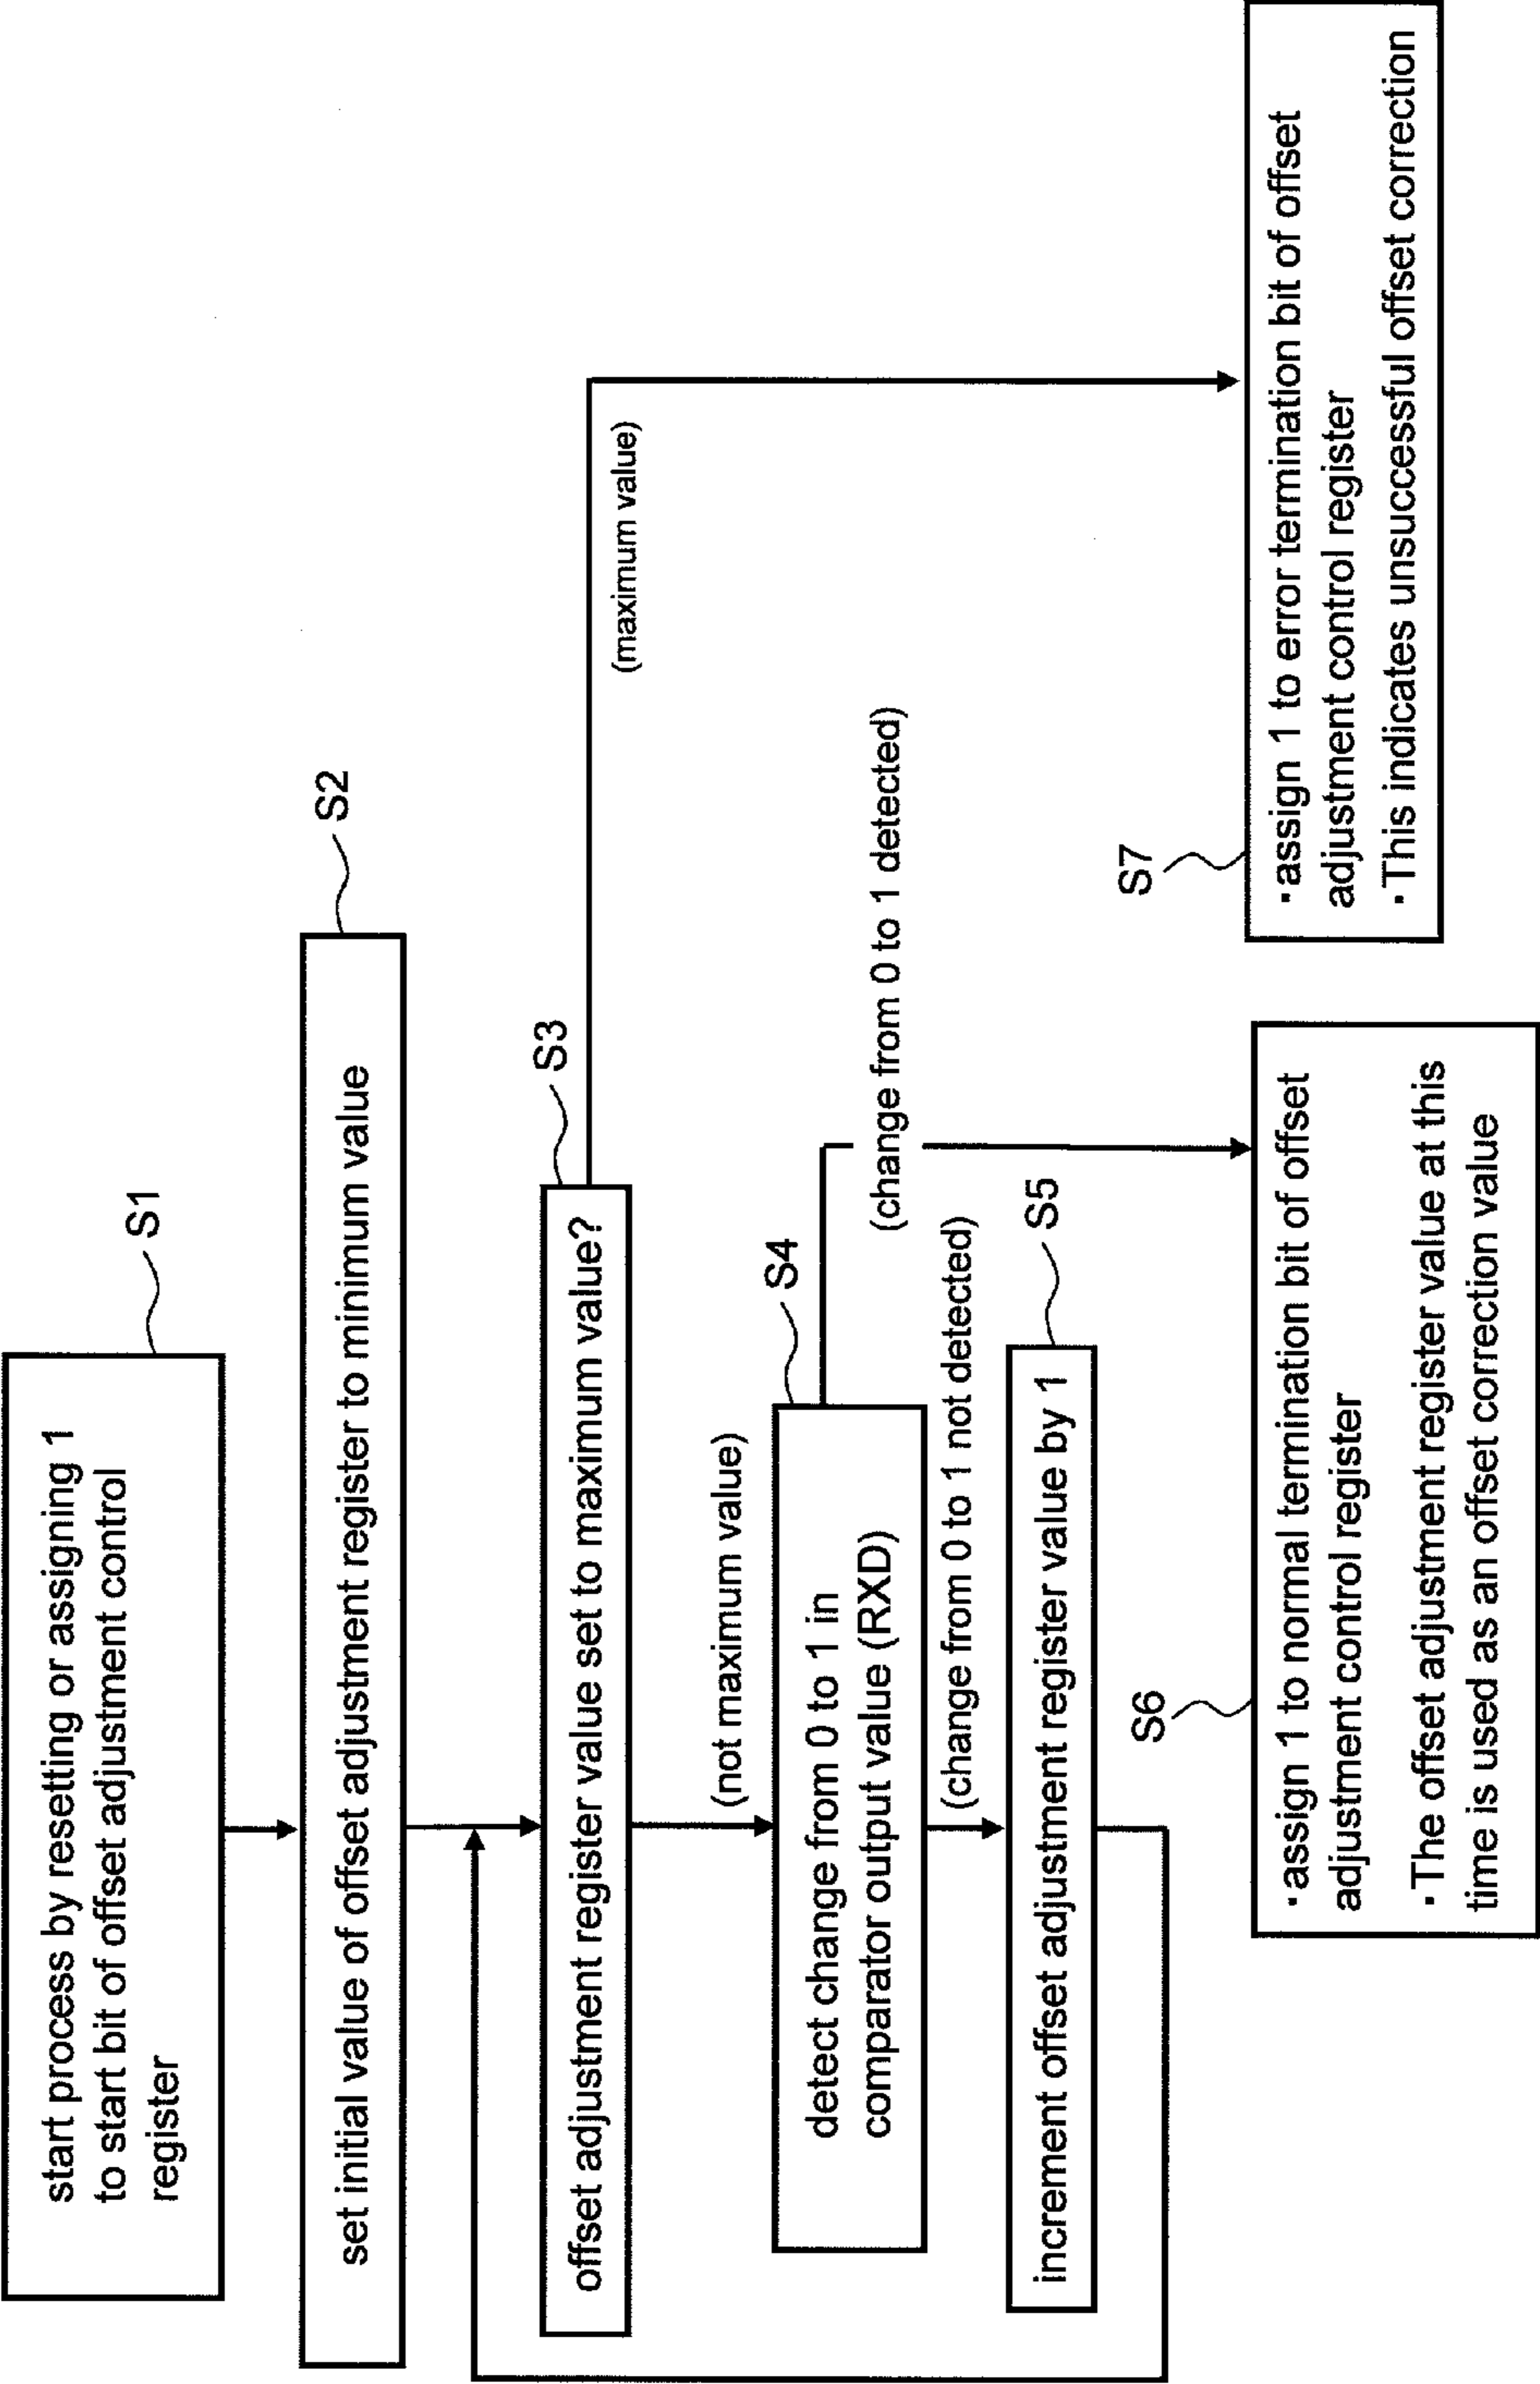 start process by resetting or assigning 1
to start bit of offset adjustment control
register
S1
set initial value of offset adjustment register to minimum value
S2
offset adjustment register value set to maximum value?
S3
(maximum value)
(not maximum value)
detect change from 0 to 1 in
comparator output value (RXD)
S4
(change from 0 to 1 detected)
(change from 0 to 1 not detected)
increment offset adjustment register value by 1
S5
S6
・assign 1 to normal termination bit of offset
adjustment control register
・The offset adjustment register value at this
time is used as an offset correction value
S7
・assign 1 to error termination bit of offset
adjustment control register
・This indicates unsuccessful offset correction